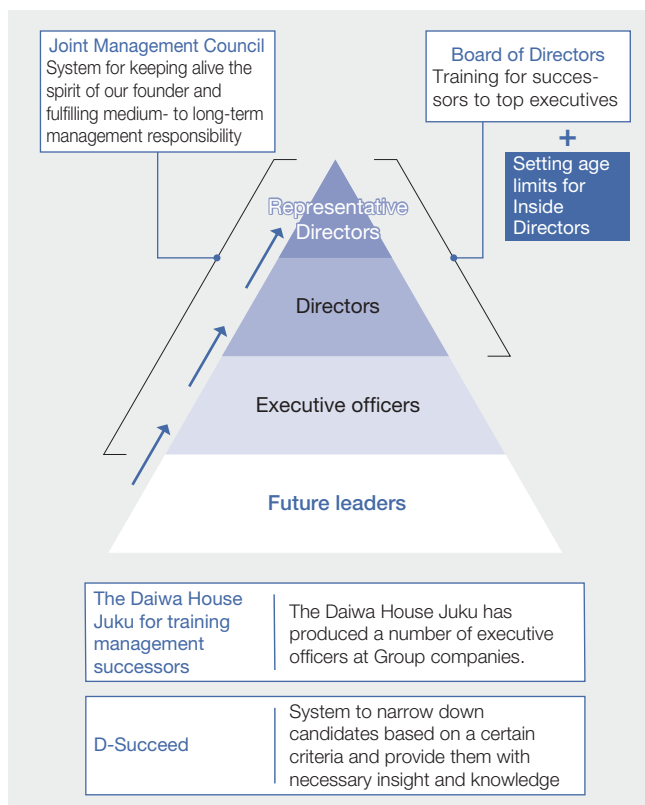 Joint Management Council
System for keeping alive the
spirit of our founder and
fulfilling medium- to long-term
management responsibility
Board of Directors
Training for succes-
sors to top executives
+
Setting age
limits for
Inside
Directors
Representative
Directors
Directors
Executive officers
Future leaders
The Daiwa House
Juku for training
management
successors
The Daiwa House Juku has
produced a number of executive
officers at Group companies.
D-Succeed
System to narrow down
candidates based on a certain
criteria and provide them with
necessary insight and knowledge